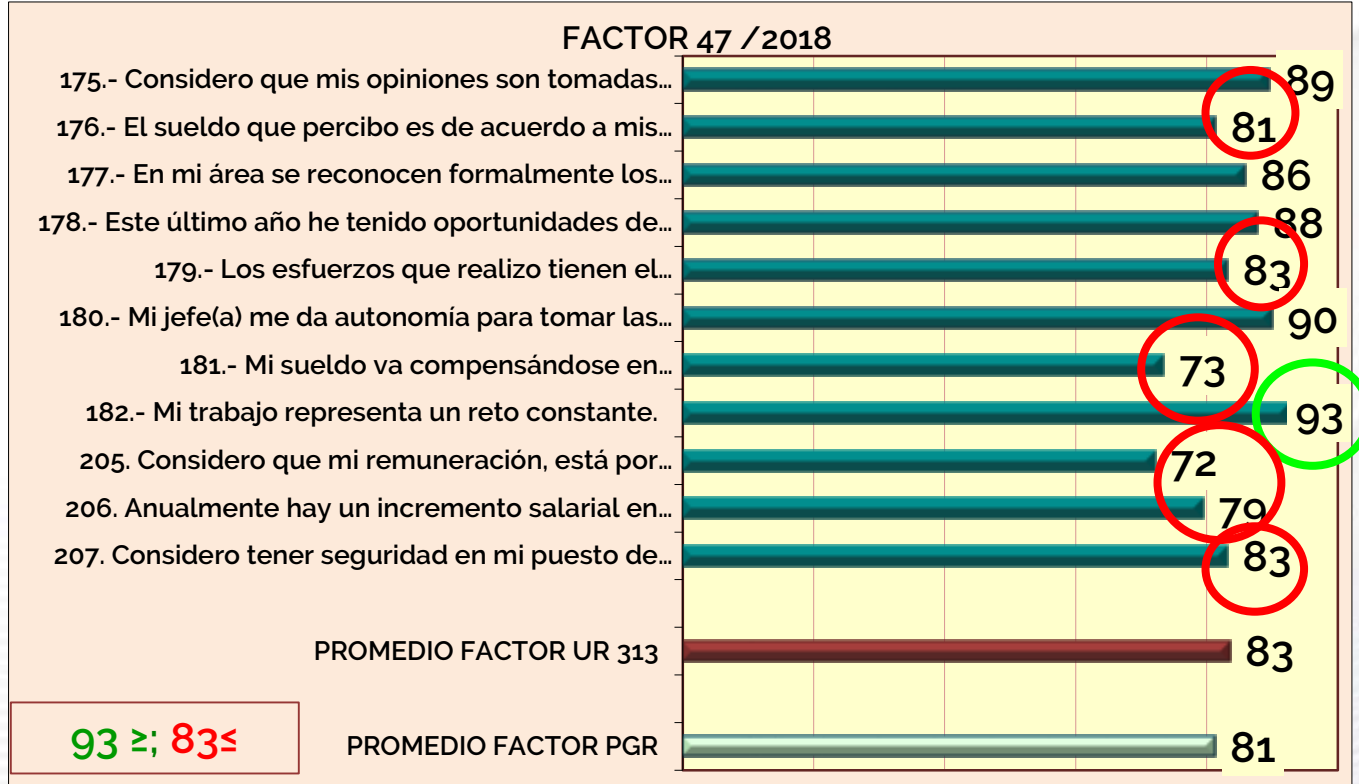 FACTOR 47 /2018
175.- Considero que mis opiniones son tomadas... 89
176.- El sueldo que percibo es de acuerdo a mis... 81
177.- En mi área se reconocen formalmente los... 86
178.- Este último año he tenido oportunidades de... 88
179.- Los esfuerzos que realizo tienen el... 83
180.- Mi jefe(a) me da autonomía para tomar las... 90
181.- Mi sueldo va compensándose en... 73
182.- Mi trabajo representa un reto constante. 93
205. Considero que mi remuneración, está por... 72
206. Anualmente hay un incremento salarial en... 79
207. Considero tener seguridad en mi puesto de... 83
PROMEDIO FACTOR UR 313 83
PROMEDIO FACTOR PGR 81
93 ≥; 83≤